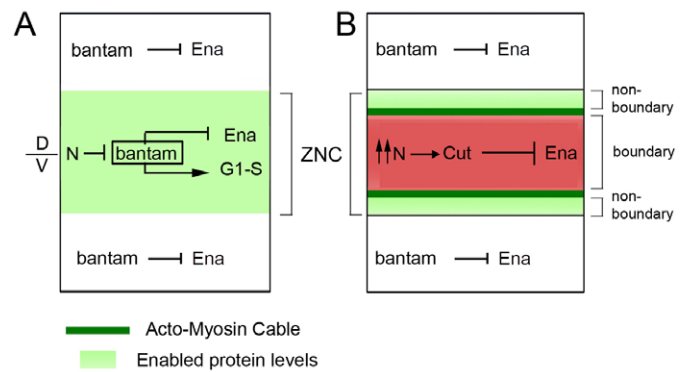 A
bantam ⊣ Ena
D
V
N ⊣ bantam
Ena
G1-S
bantam ⊣ Ena
ZNC
B
bantam ⊣ Ena
non-
boundary
N → Cut ⊣ Ena
boundary
non-
boundary
bantam ⊣ Ena
Acto-Myosin Cable
Enabled protein levels